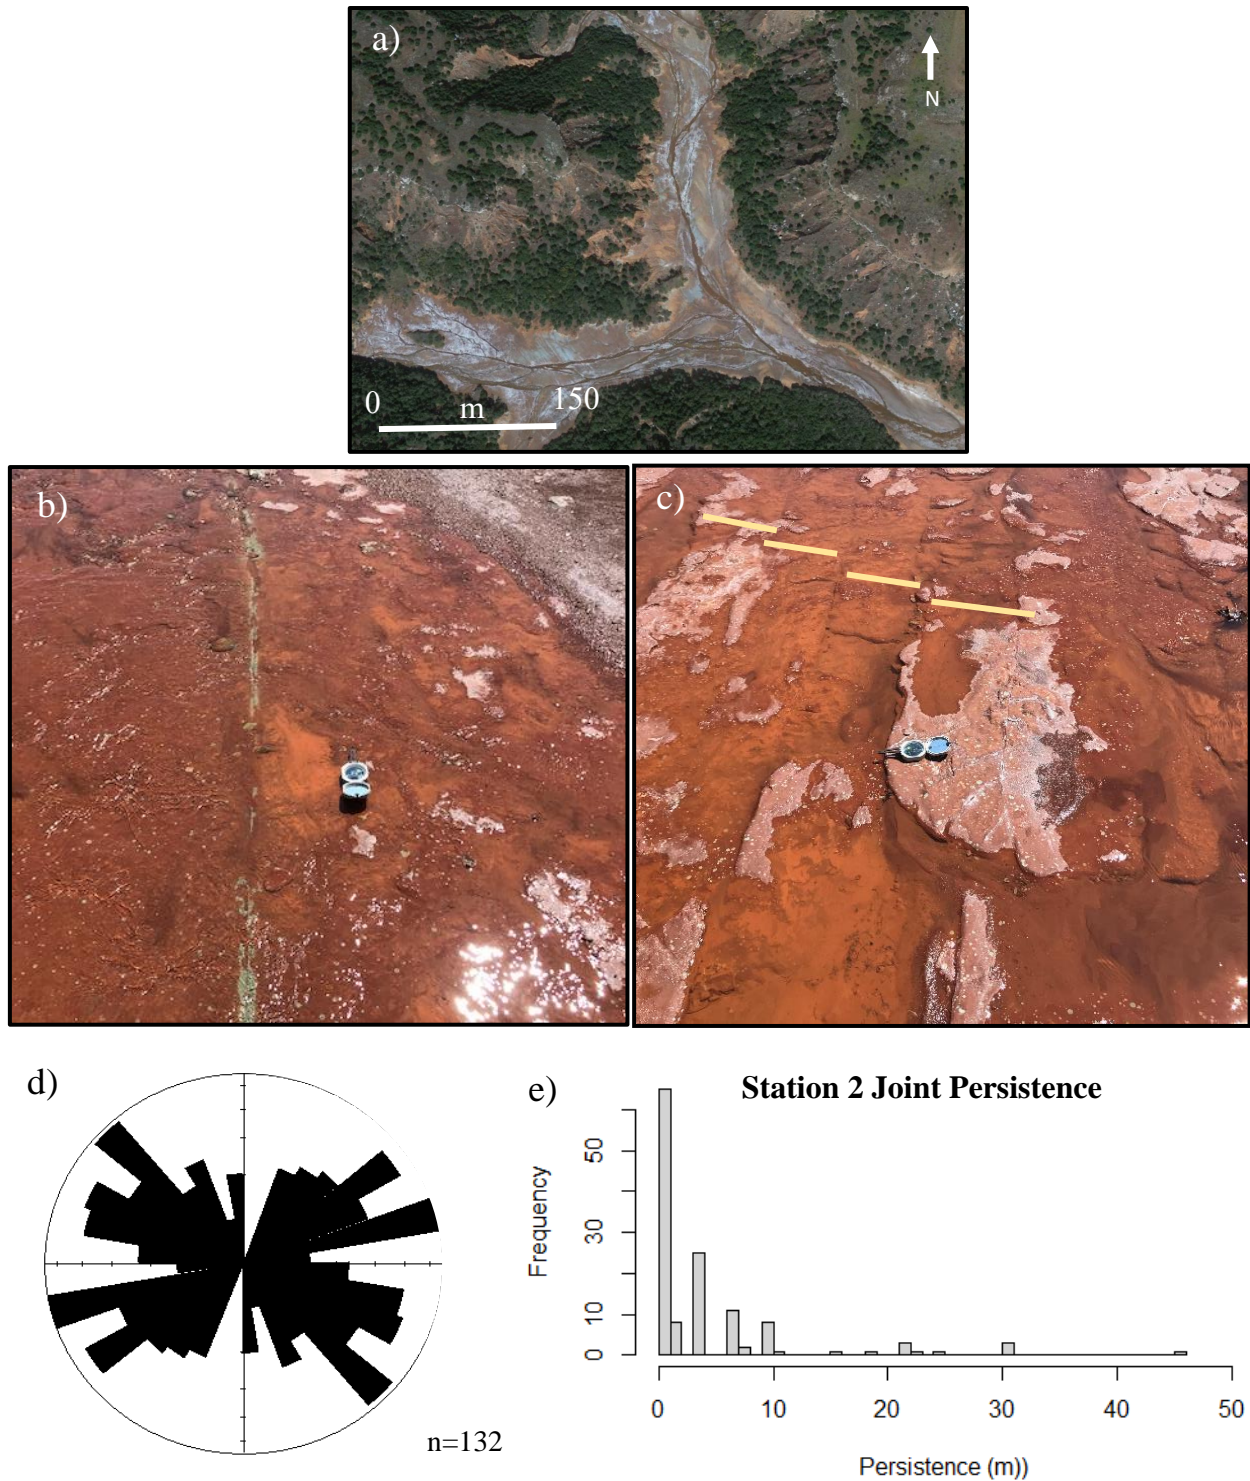 a)
N
0 m 150
b)
c)
d)
n=132
e)
Station 2 Joint Persistence
Frequency
50
30
10
0
0 10 20 30 40 50
Persistence (m))